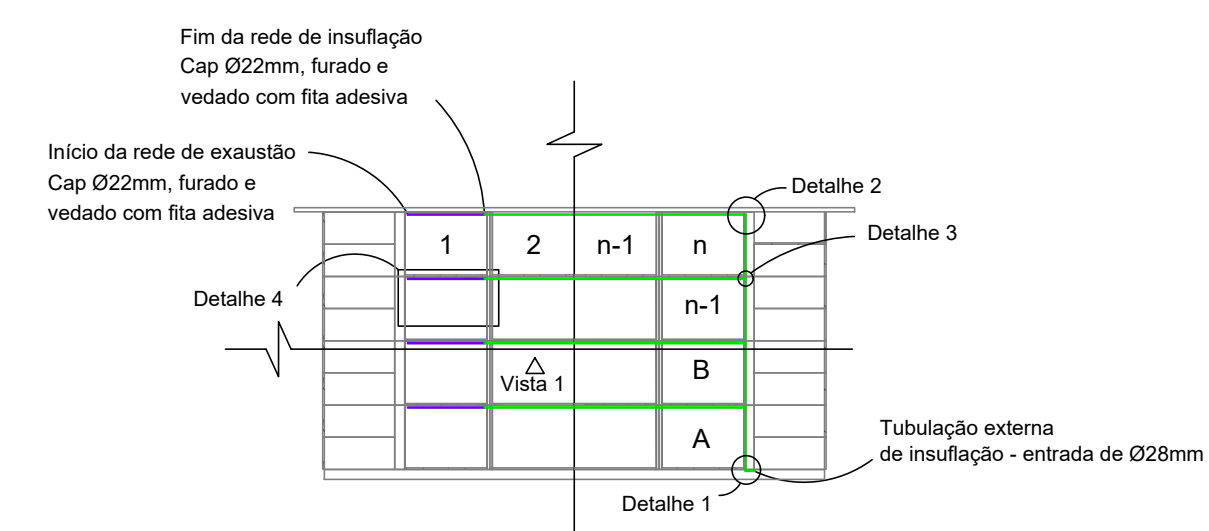 Fim da rede de insuflação
Cap Ø22mm, furado e
vedado com fita adesiva
Início da rede de exaustão
Cap Ø22mm, furado e
vedado com fita adesiva
Detalhe 2
Detalhe 3
1
2
n-1
n
Detalhe 4
n-1
Vista 1
B
A
Tubulação externa
de insuflação - entrada de Ø28mm
Detalhe 1